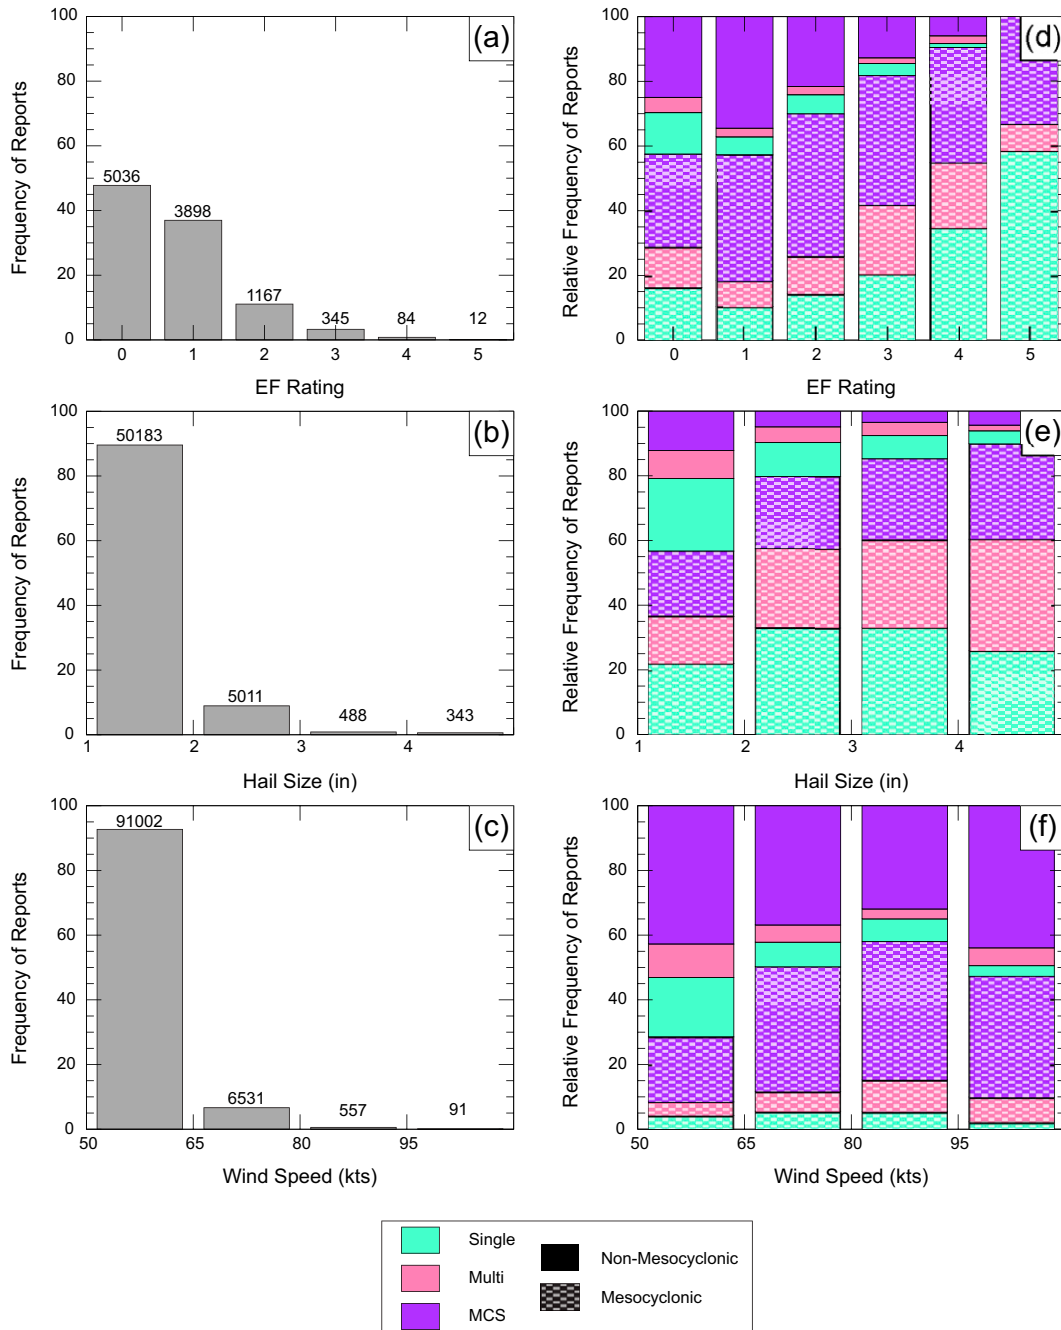 (a)
Frequency of Reports
100
80
60
40
20
0
5036
3898
1167
345
84
12
0 1 2 3 4 5
EF Rating
(d)
Relative Frequency of Reports
100
80
60
40
20
0
0 1 2 3 4 5
(b)
Frequency of Reports
100
80
60
40
20
0
50183
5011
488
343
1 2 3 4
Hail Size (in)
(e)
Relative Frequency of Reports
100
80
60
40
20
0
1 2 3 4
Hail Size (in)
(c)
Frequency of Reports
100
80
60
40
20
0
91002
6531
557
91
50 65 80 95
Wind Speed (kts)
(f)
Relative Frequency of Reports
100
80
60
40
20
0
50 65 80 95
Wind Speed (kts)
Single
Multi
MCS
Non-Mesocyclonic
Mesocyclonic